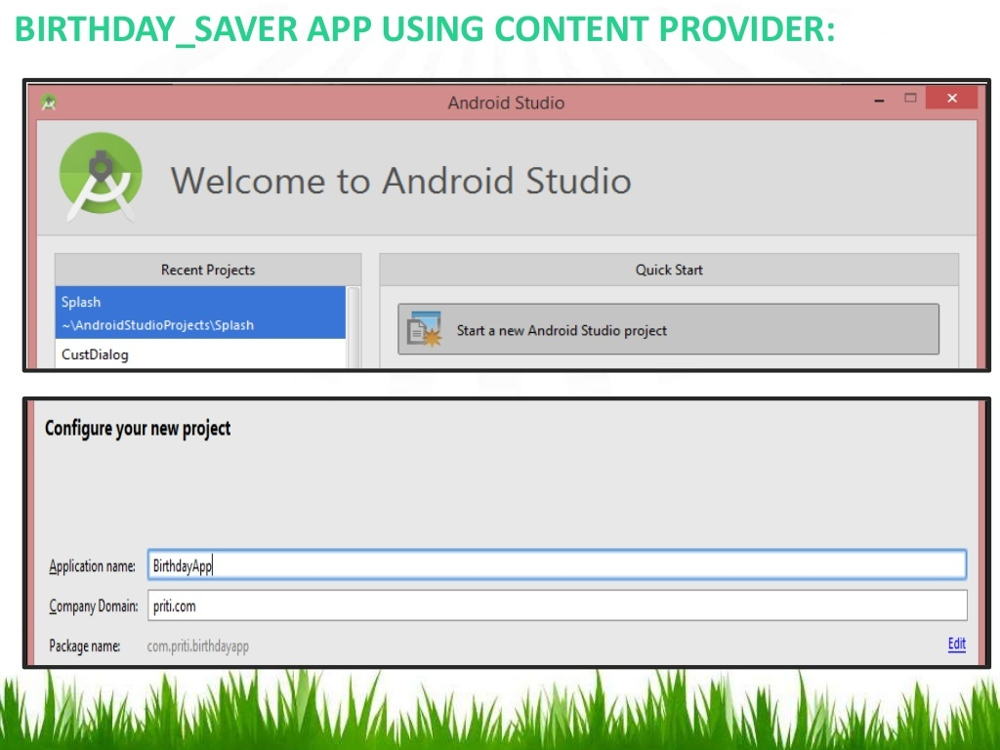 BIRTHDAY_SAVER APP USING CONTENT PROVIDER:
Android Studio
Welcome to Android Studio
Recent Projects
Quick Start
Splash
~\AndroidStudioProjects\Splash
Start a new Android Studio project
CustDialog
Configure your new project
Application name: BirthdayApp
Company Domain: priti.com
Package name: com.priti.birthdayapp Edit